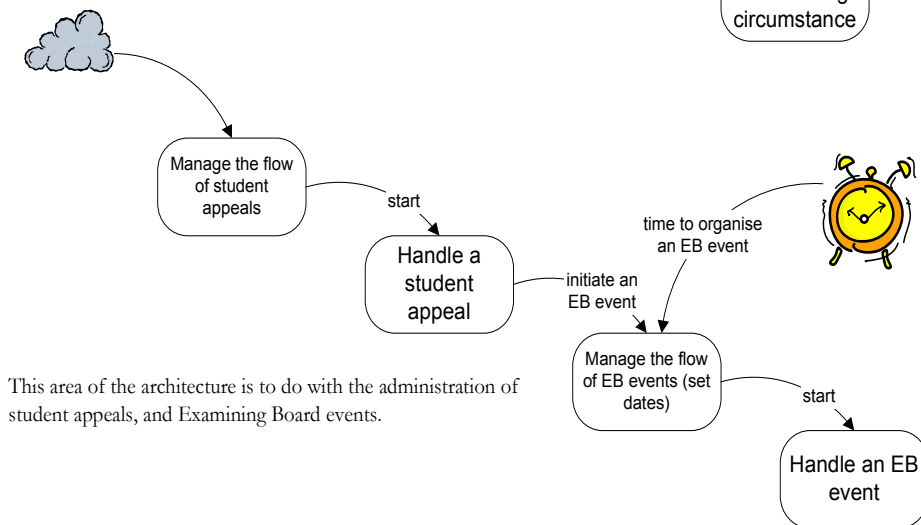 circumstance
Manage the flow
of student
appeals
start
time to organise
an EB event
Handle a
student
appeal
initiate an
EB event
Manage the flow
of EB events (set
dates)
This area of the architecture is to do with the administration of
student appeals, and Examining Board events.
start
Handle an EB
event